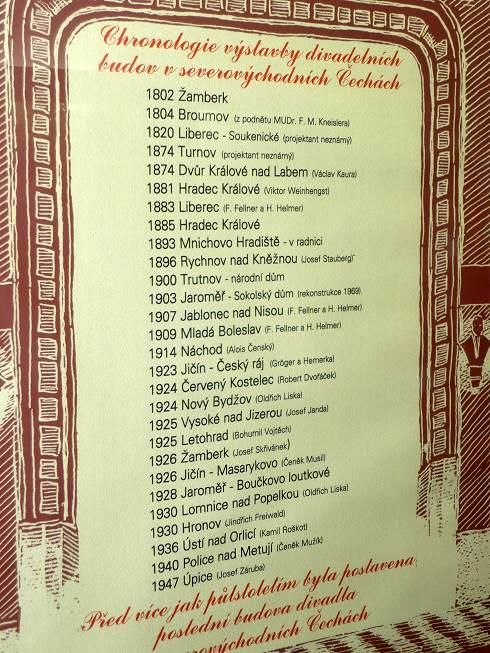 Chronologie výstavby divadelních
budov v severovýchodních Čechách
1802 Žamberk
1804 Broumov (z podnětu MUDr. F. M. Kneislera)
1820 Liberec - Soukenické (projektant neznámý)
1874 Turnov (projektant neznámý)
1874 Dvůr Králové nad Labem (Václav Kaura)
1881 Hradec Králové (Viktor Weinhengst)
1883 Liberec (F. Fellner a H. Helmer)
1885 Hradec Králové
1893 Mnichovo Hradiště - v radnici
1896 Rychnov nad Kněžnou (Josef Stauberg)
1900 Trutnov - národní dům
1903 Jaroměř - Sokolský dům (rekonstrukce 1969)
1907 Jablonec nad Nisou (F. Fellner a H. Helmer)
1909 Mladá Boleslav (F. Fellner a H. Helmer)
1914 Náchod (Alois Čenský)
1923 Jičín - Český ráj (Gröger a Hemerka)
1924 Červený Kostelec (Robert Dvořáček)
1924 Nový Bydžov (Oldřich Liska)
1925 Vysoké nad Jizerou (Josef Janda)
1925 Letohrad (Bohumil Vojtěch)
1926 Žamberk (Josef Skřivánek)
1926 Jičín - Masarykovo (Čeněk Musil)
1928 Jaroměř - Boučkovo loutkové
1930 Lomnice nad Popelkou (Oldřich Liska)
1930 Hronov (Jindřich Freiwald)
1936 Ústí nad Orlicí (Kamil Roškot)
1940 Police nad Metují (Čeněk Mužík)
1947 Úpice (Josef Záruba)
Před více jak půlstoletím byla postavena
poslední budova divadla
severovýchodních Čechách